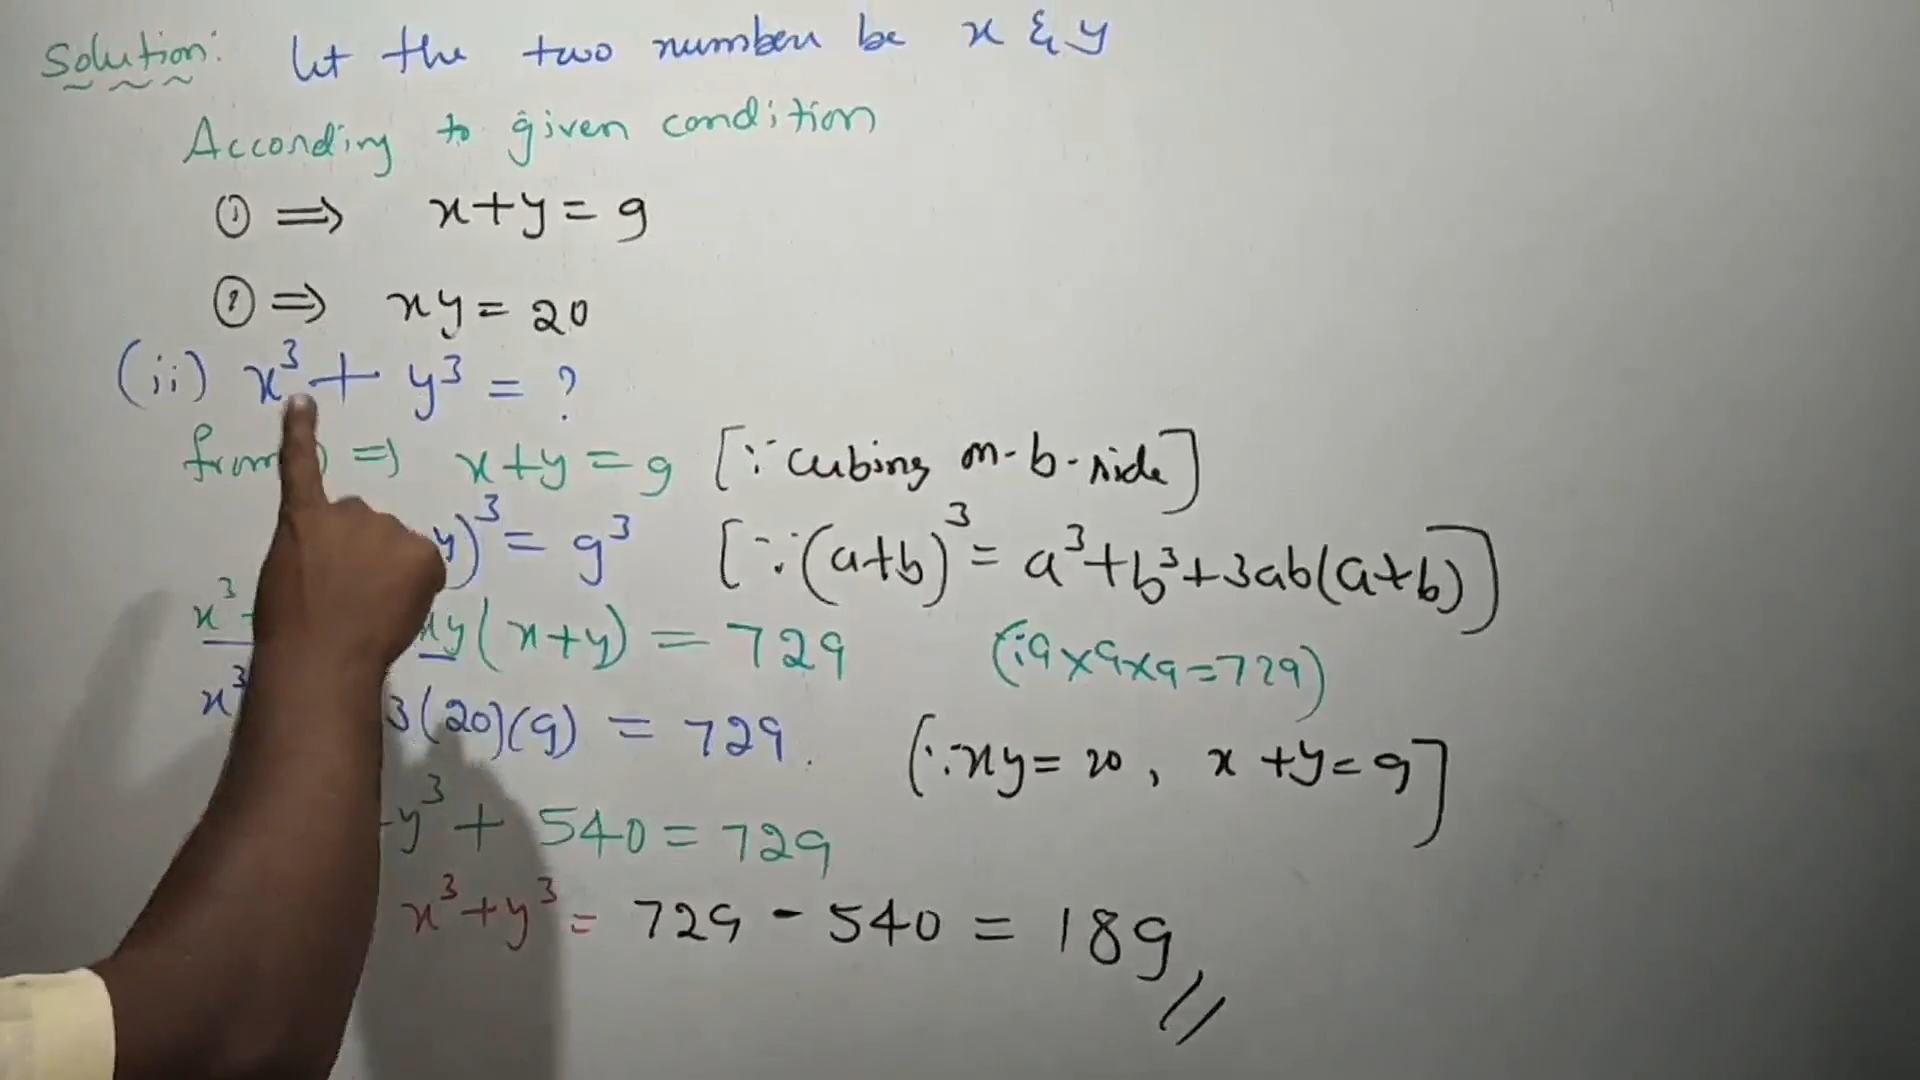 Solution: let the two numbers be x & y
According to given condition
① ⇒ x+y = 9
② ⇒ xy = 20
(ii) x³ + y³ = ?
from ⇒ x+y = 9 [∵ cubing on b-side]
y)³ = 9³ [∵ (a+b)³ = a³+b³+3ab(a+b)]
x³+ xy(x+y) = 729 (∵9×9×9=729)
x³ 3(20)(9) = 729. (∵ xy = 20, x+y=9]
y³ + 540 = 729
x³+y³ = 729 - 540 = 189//